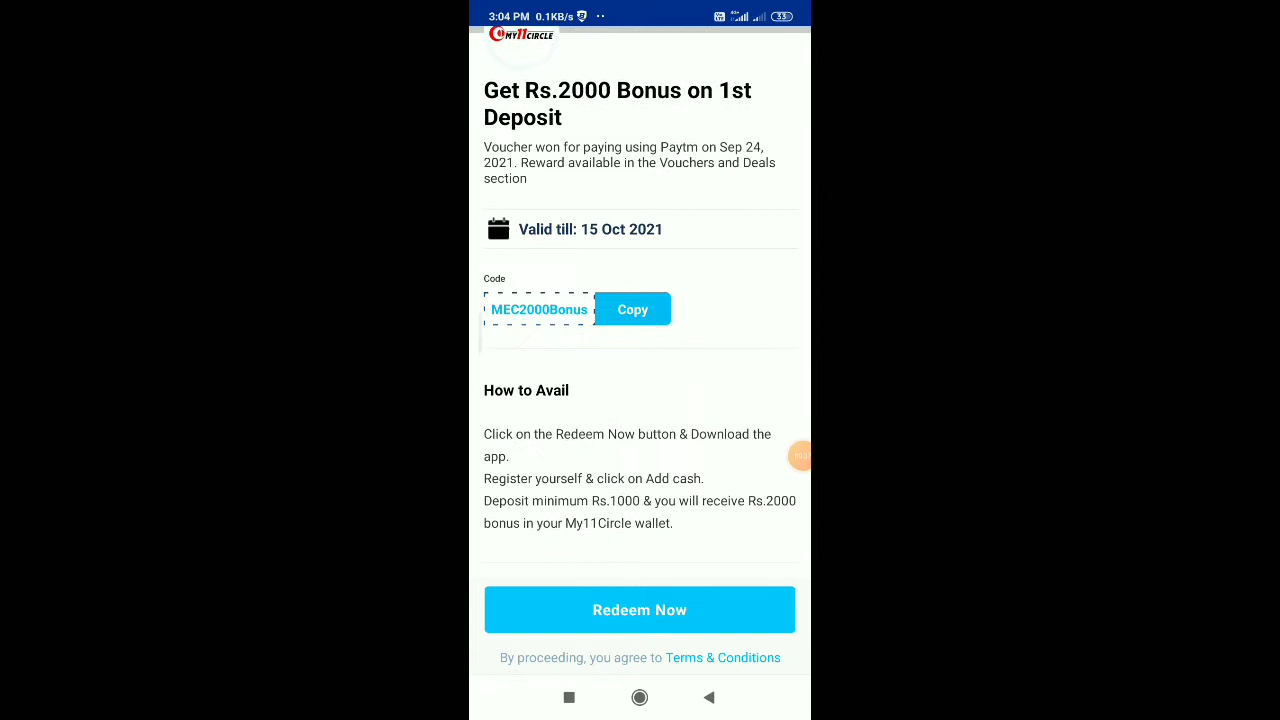 3:04 PM 0.1KB/s
MY11CIRCLE
Get Rs.2000 Bonus on 1st
Deposit
Voucher won for paying using Paytm on Sep 24,
2021. Reward available in the Vouchers and Deals
section
Valid till: 15 Oct 2021
Code
MEC2000Bonus Copy
How to Avail
Click on the Redeem Now button & Download the
app.
Register yourself & click on Add cash.
Deposit minimum Rs.1000 & you will receive Rs.2000
bonus in your My11Circle wallet.
Redeem Now
By proceeding, you agree to Terms & Conditions